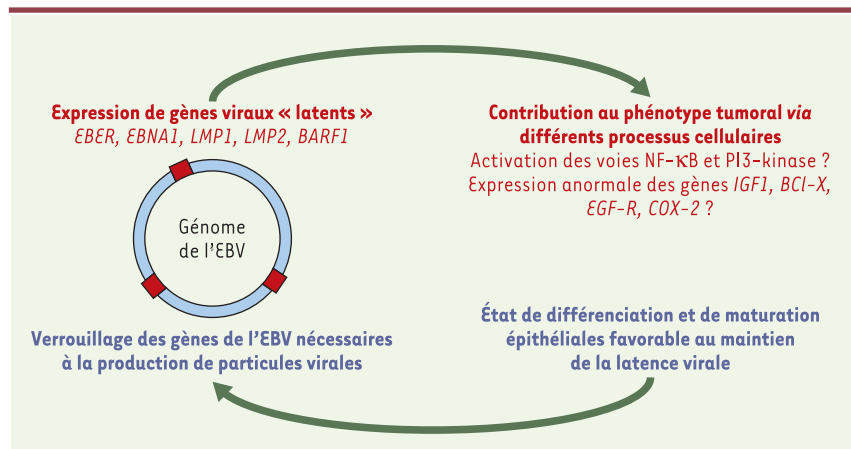 Expression de gènes viraux « latents »
EBER, EBNA1, LMP1, LMP2, BARF1
Génome
de l'EBV
Verrouillage des gènes de l'EBV nécessaires
à la production de particules virales
Contribution au phénotype tumoral via
différents processus cellulaires
Activation des voies NF-κB et PI3-kinase ?
Expression anormale des gènes IGF1, BCl-X,
EGF-R, COX-2 ?
État de différenciation et de maturation
épithéliales favorable au maintien
de la latence virale